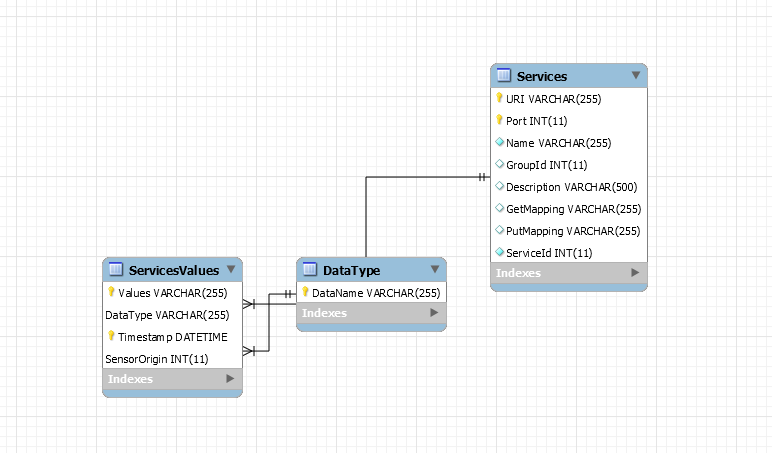 Services
URI VARCHAR(255)
Port INT(11)
Name VARCHAR(255)
GroupId INT(11)
Description VARCHAR(500)
GetMapping VARCHAR(255)
PutMapping VARCHAR(255)
ServiceId INT(11)
Indexes
ServicesValues
Values VARCHAR(255)
DataType VARCHAR(255)
Timestamp DATETIME
SensorOrigin INT(11)
Indexes
DataType
DataName VARCHAR(255)
Indexes